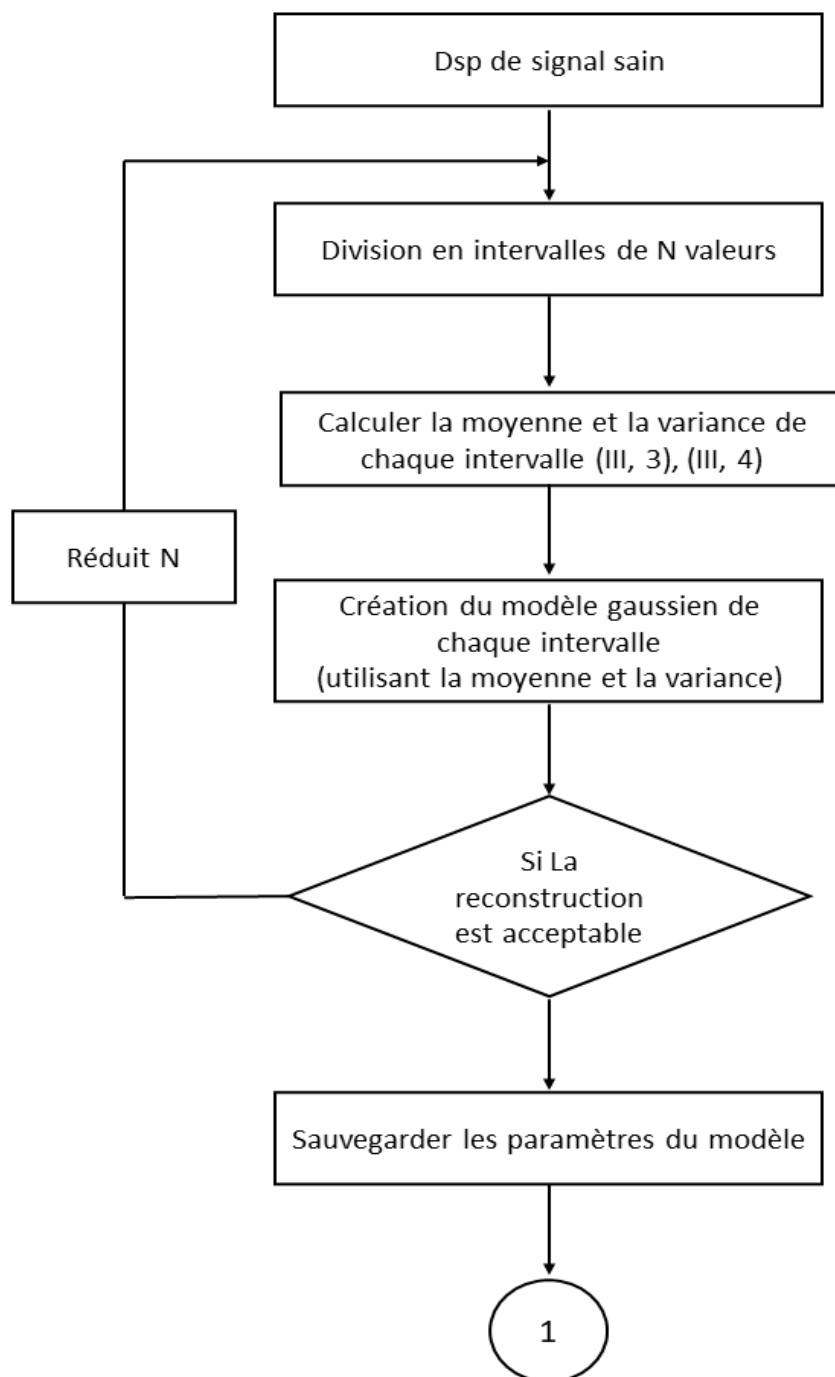 Dsp de signal sain
Division en intervalles de N valeurs
Calculer la moyenne et la variance de
chaque intervalle (III, 3), (III, 4)
Réduit N
Création du modèle gaussien de
chaque intervalle
(utilisant la moyenne et la variance)
Si La
reconstruction
est acceptable
Sauvegarder les paramètres du modèle
1